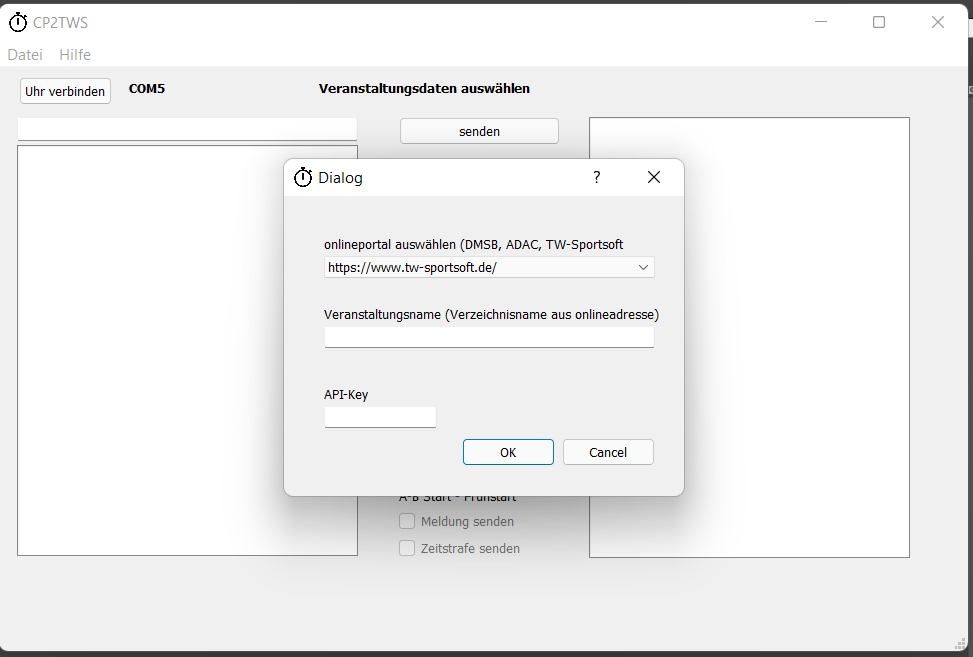 CP2TWS
Datei Hilfe
Uhr verbinden COM5 Veranstaltungsdaten auswählen
senden
Dialog ?
onlineportal auswählen (DMSB, ADAC, TW-Sportsoft
https://www.tw-sportsoft.de/
Veranstaltungsname (Verzeichnisname aus onlineadresse)
API-Key
OK Cancel
A-B Start - Frühstart
Meldung senden
Zeitstrafe senden